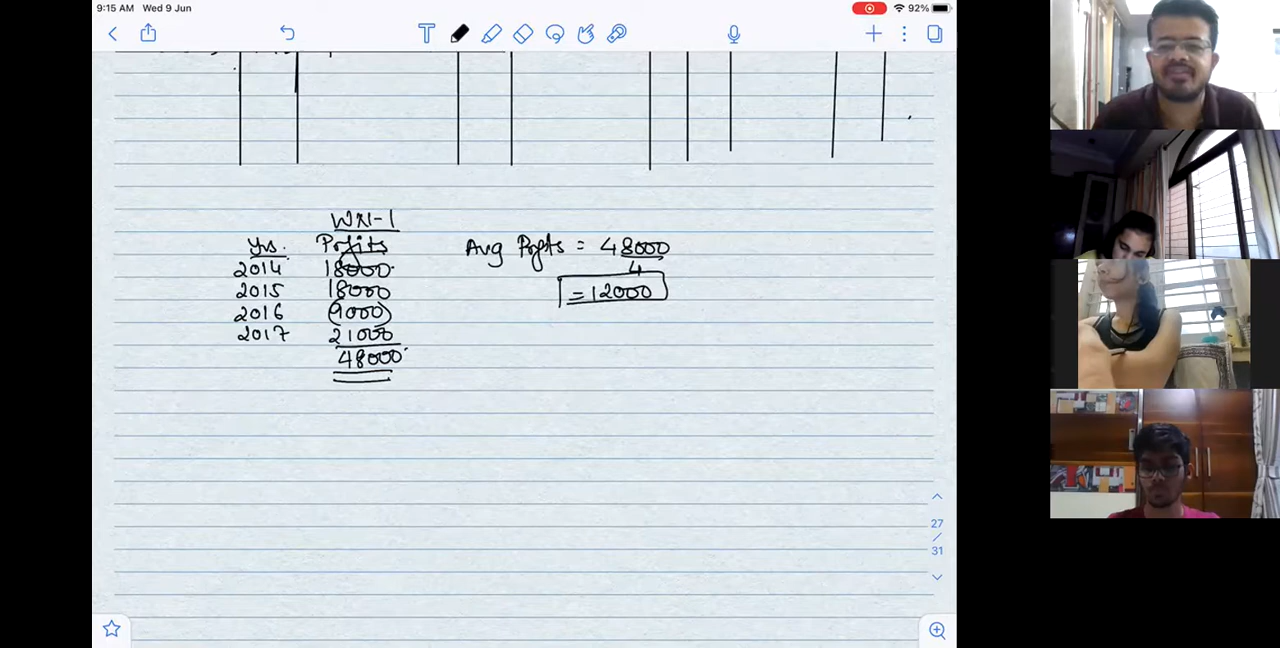 9:15 AM Wed 9 Jun
92%
T
WN-1
Yrs. Profits
2014 18000
2015 18000
2016 (9000)
2017 21000
48000
Avg Profits = 48000
4
= 12000
27
/
31